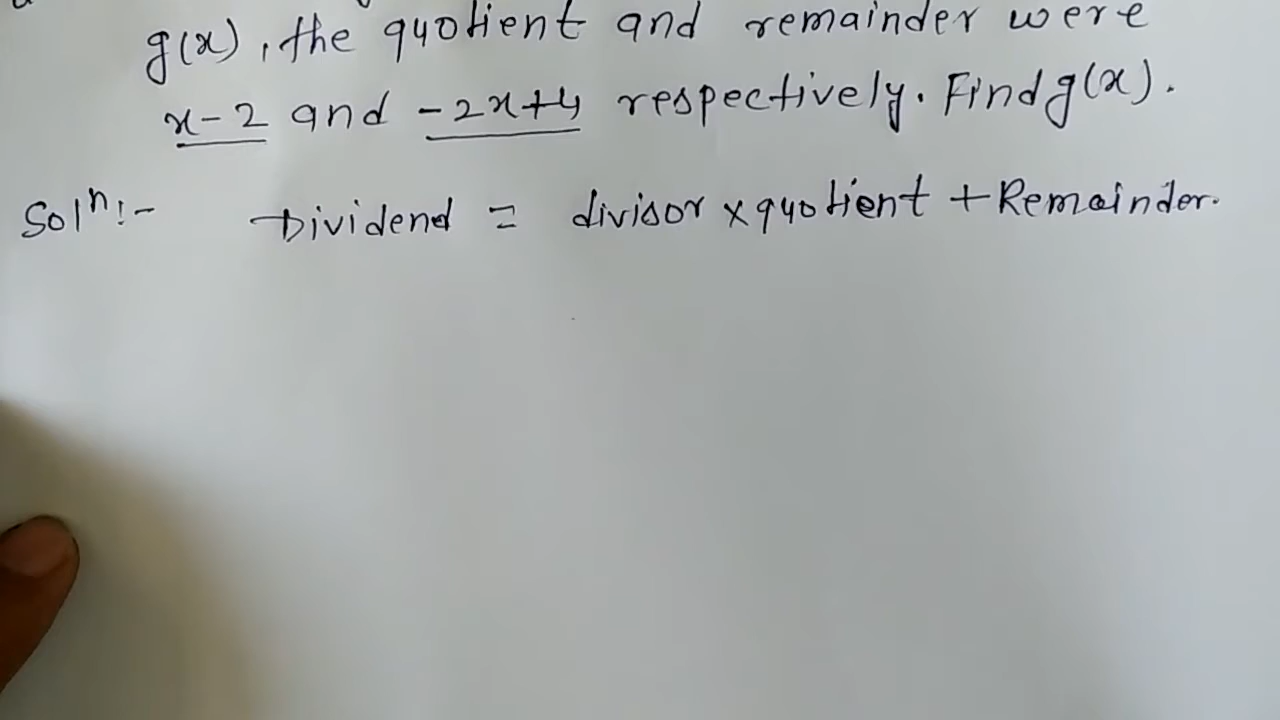 g(x), the quotient and remainder were
x-2 and -2x+4 respectively. Find g(x).
Solⁿ:- Dividend = divisor x quotient + Remainder.